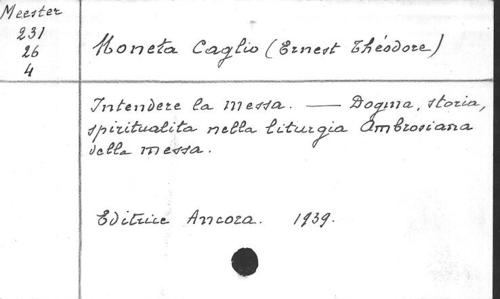 Meester
231
26
4
Moneta Caglio (Ernest Théodore)
Intendere la messa. — Dogma, storia,
spiritualita nella liturgia Ambrosiana
della messa.
Editrice Ancora. 1939.